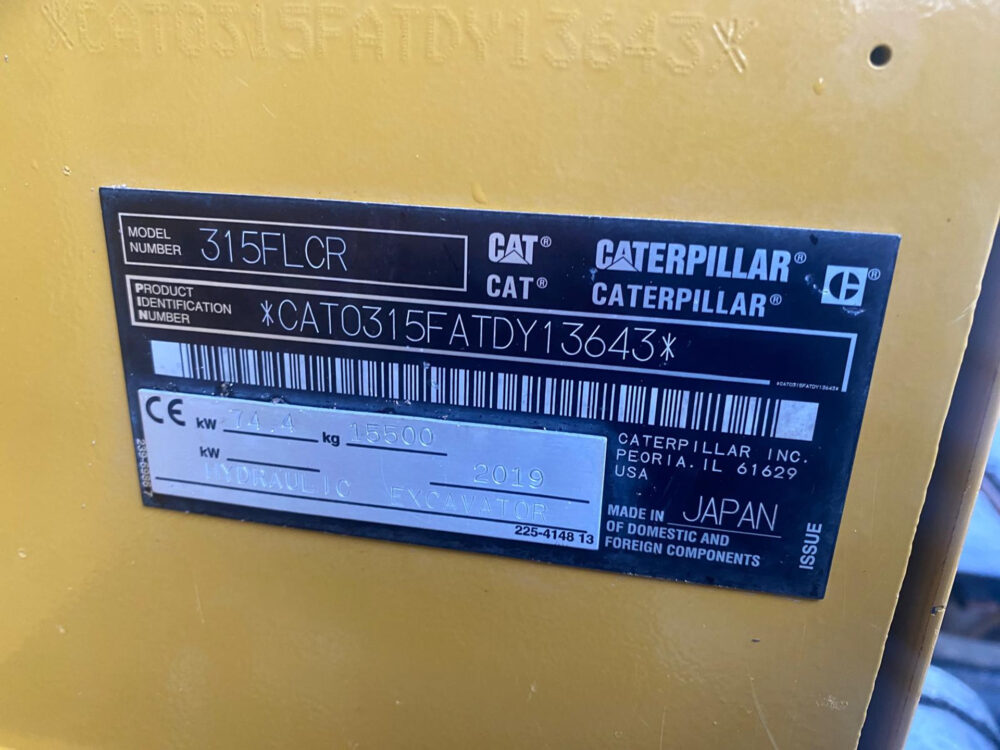 *CAT0315FATDY13643*
MODEL
NUMBER 315FLCR
CAT® CATERPILLAR®
CAT® CATERPILLAR®
PRODUCT
IDENTIFICATION
NUMBER *CAT0315FATDY13643*
*CAT0315FATDY13643*
CE kW 74.4 kg 15500
kW 2019
HYDRAULIC EXCAVATOR
225-4148 13
CATERPILLAR INC.
PEORIA. IL 61629
USA
MADE IN JAPAN
OF DOMESTIC AND
FOREIGN COMPONENTS
ISSUE